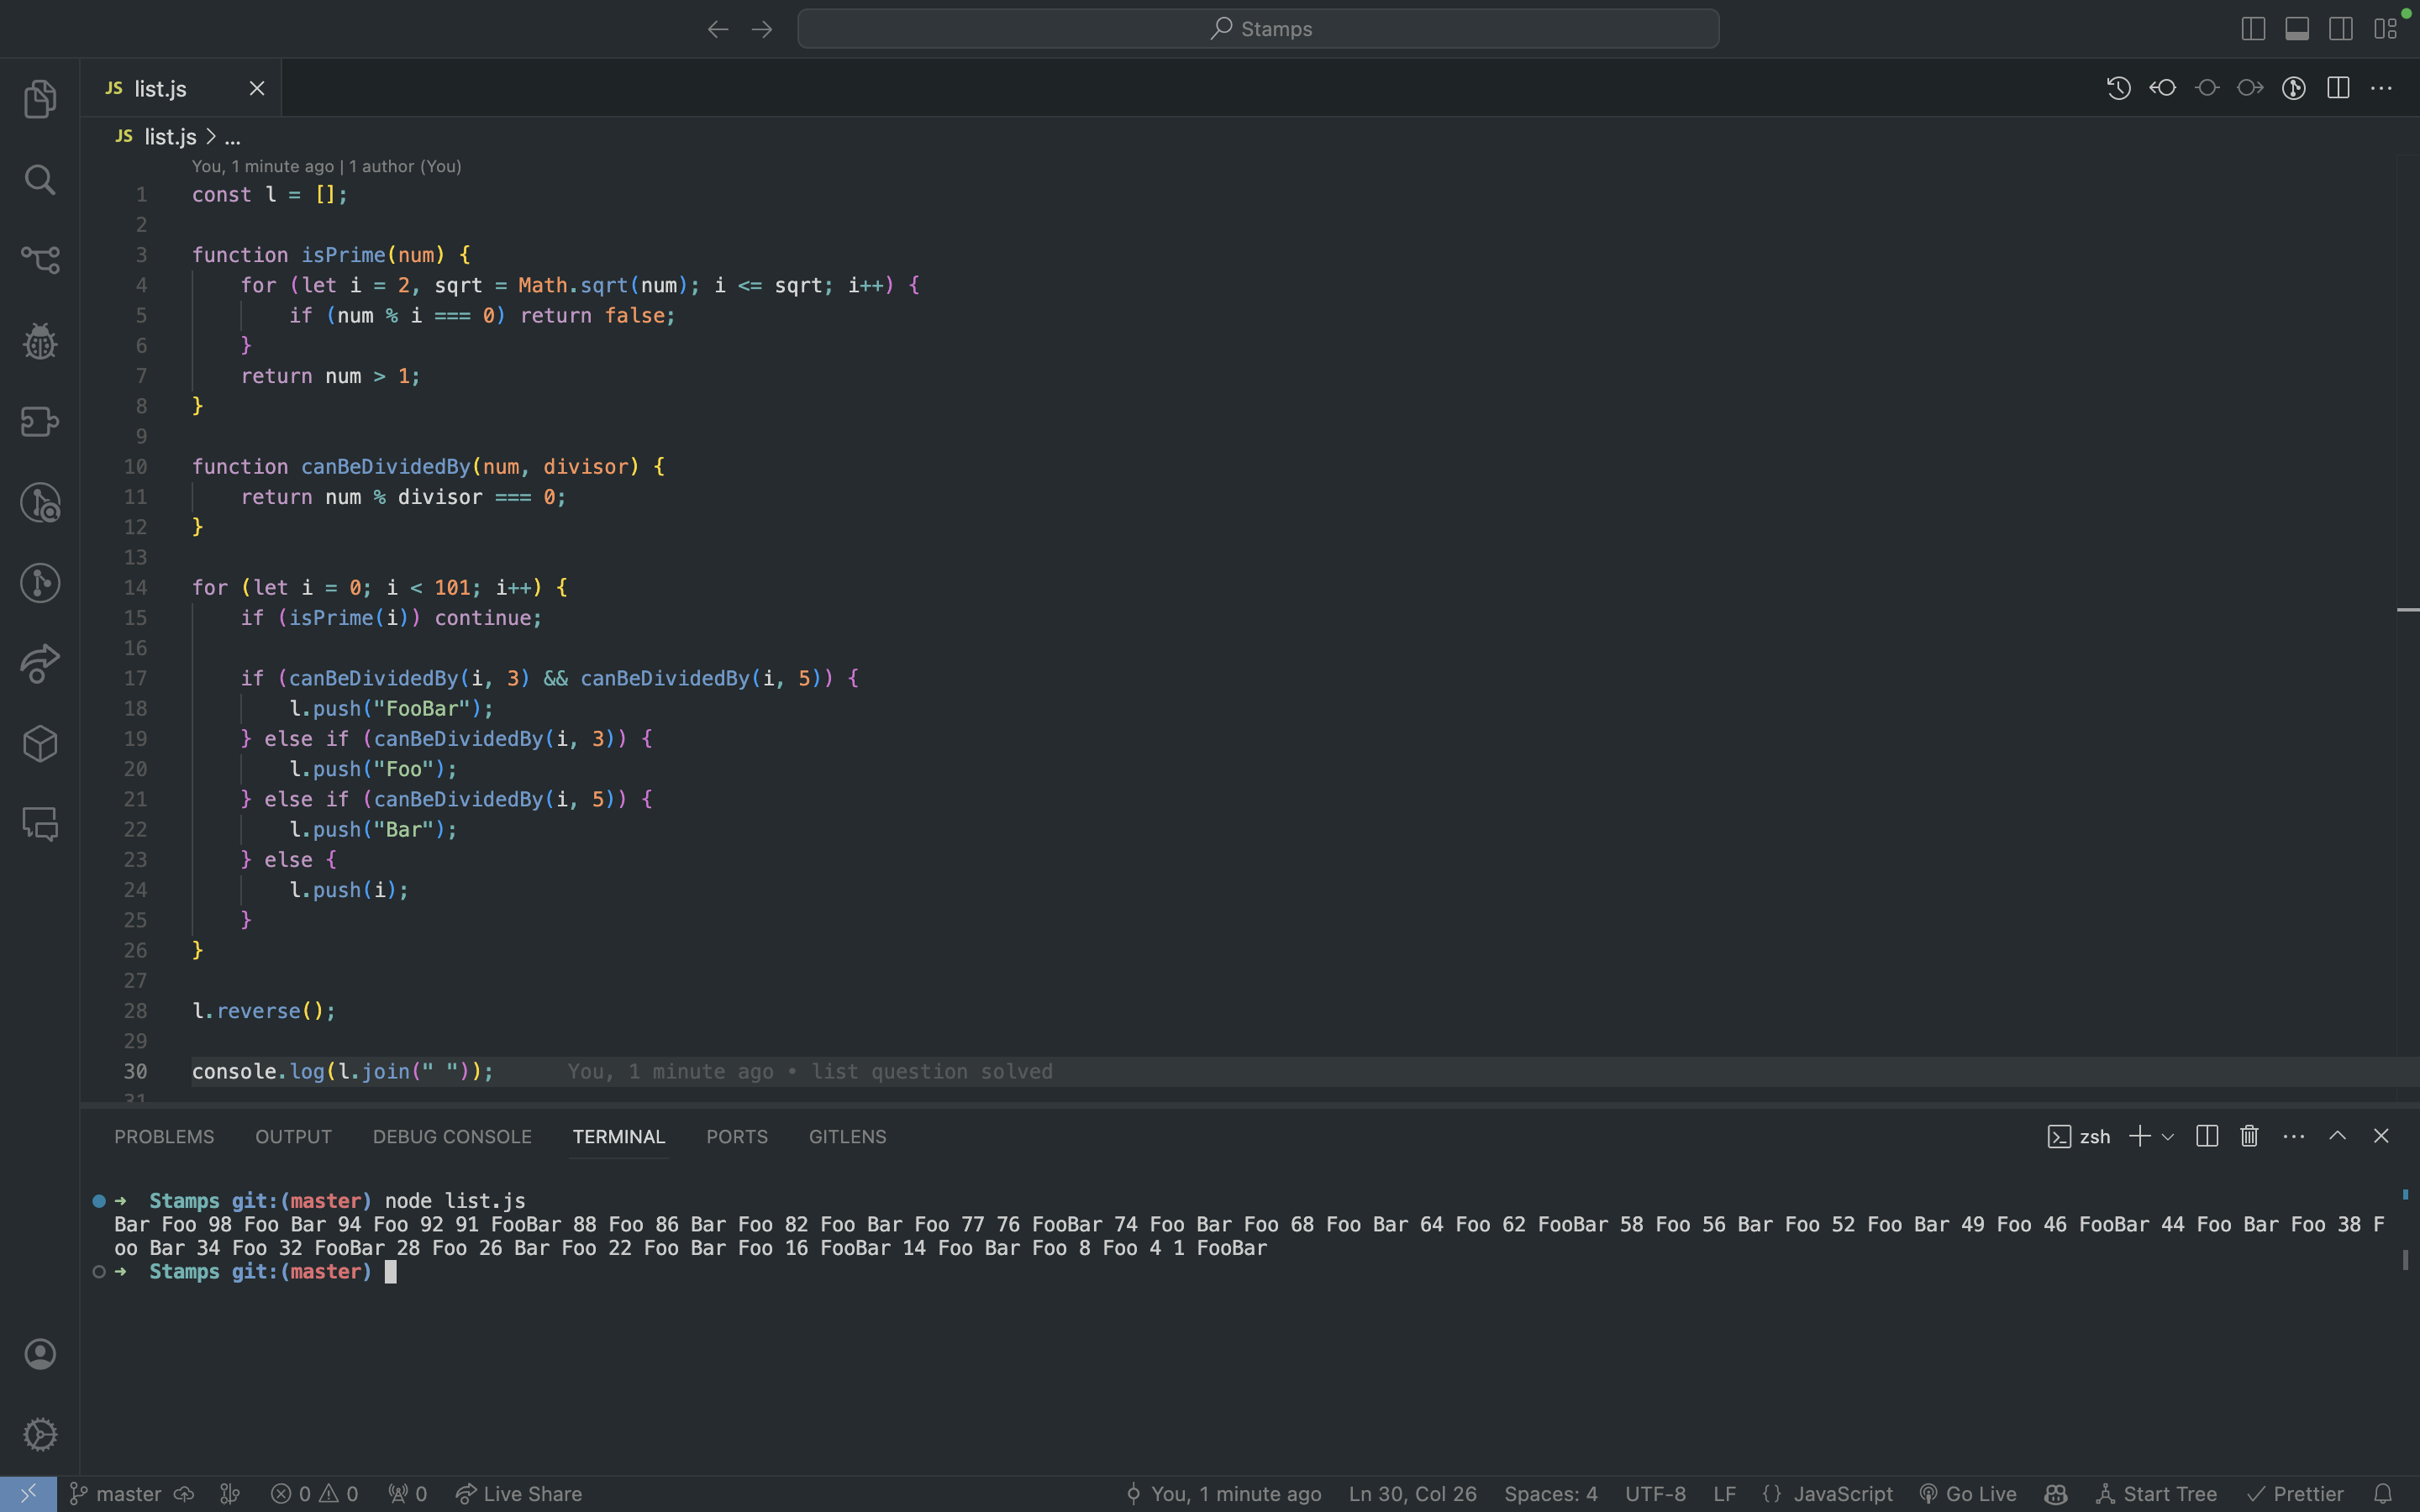 Stamps
JS list.js
JS list.js > ...
You, 1 minute ago | 1 author (You)
1 const l = [];
2
3 function isPrime(num) {
4     for (let i = 2, sqrt = Math.sqrt(num); i <= sqrt; i++) {
5         if (num % i === 0) return false;
6     }
7     return num > 1;
8 }
9
10 function canBeDividedBy(num, divisor) {
11     return num % divisor === 0;
12 }
13
14 for (let i = 0; i < 101; i++) {
15     if (isPrime(i)) continue;
16
17     if (canBeDividedBy(i, 3) && canBeDividedBy(i, 5)) {
18         l.push("FooBar");
19     } else if (canBeDividedBy(i, 3)) {
20         l.push("Foo");
21     } else if (canBeDividedBy(i, 5)) {
22         l.push("Bar");
23     } else {
24         l.push(i);
25     }
26 }
27
28 l.reverse();
29
30 console.log(l.join(" ")); You, 1 minute ago • list question solved
31
PROBLEMS OUTPUT DEBUG CONSOLE TERMINAL PORTS GITLENS zsh
➜ Stamps git:(master) node list.js
Bar Foo 98 Foo Bar 94 Foo 92 91 FooBar 88 Foo 86 Bar Foo 82 Foo Bar Foo 77 76 FooBar 74 Foo Bar Foo 68 Foo Bar 64 Foo 62 FooBar 58 Foo 56 Bar Foo 52 Foo Bar 49 Foo 46 FooBar 44 Foo Bar Foo 38 F
oo Bar 34 Foo 32 FooBar 28 Foo 26 Bar Foo 22 Foo Bar Foo 16 FooBar 14 Foo Bar Foo 8 Foo 4 1 FooBar
➜ Stamps git:(master)
master 0 0 0 Live Share You, 1 minute ago Ln 30, Col 26 Spaces: 4 UTF-8 LF {} JavaScript Go Live Start Tree Prettier